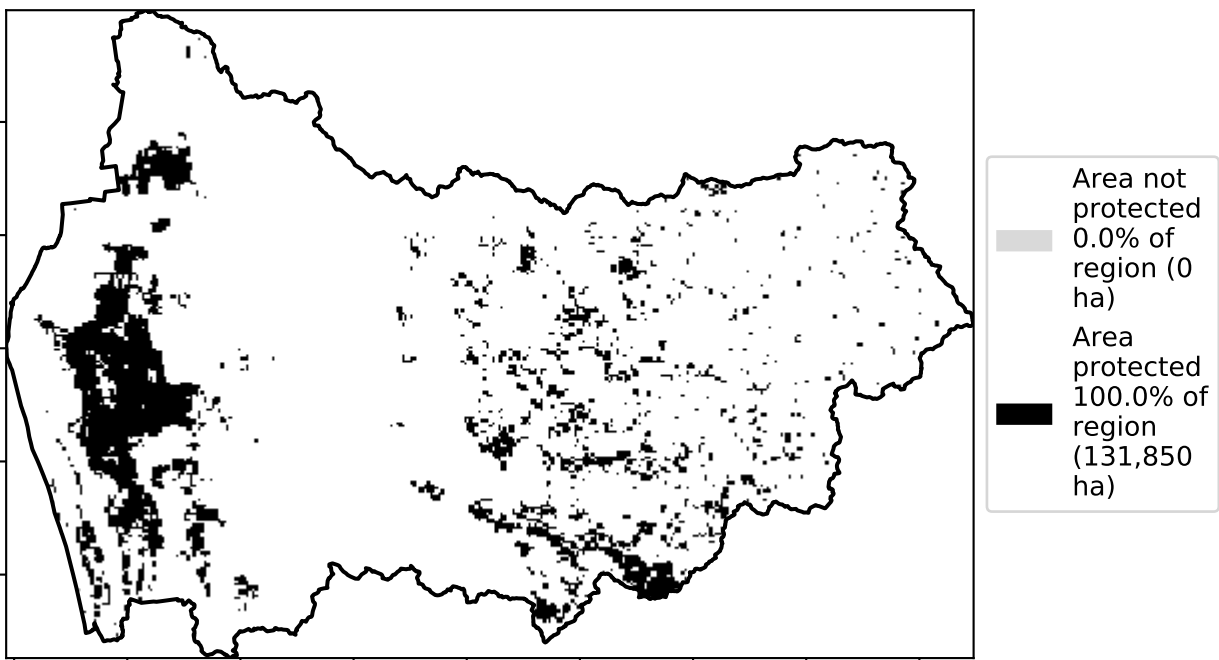 Area not
protected
0.0% of
region (0
ha)
Area
protected
100.0% of
region
(131,850
ha)